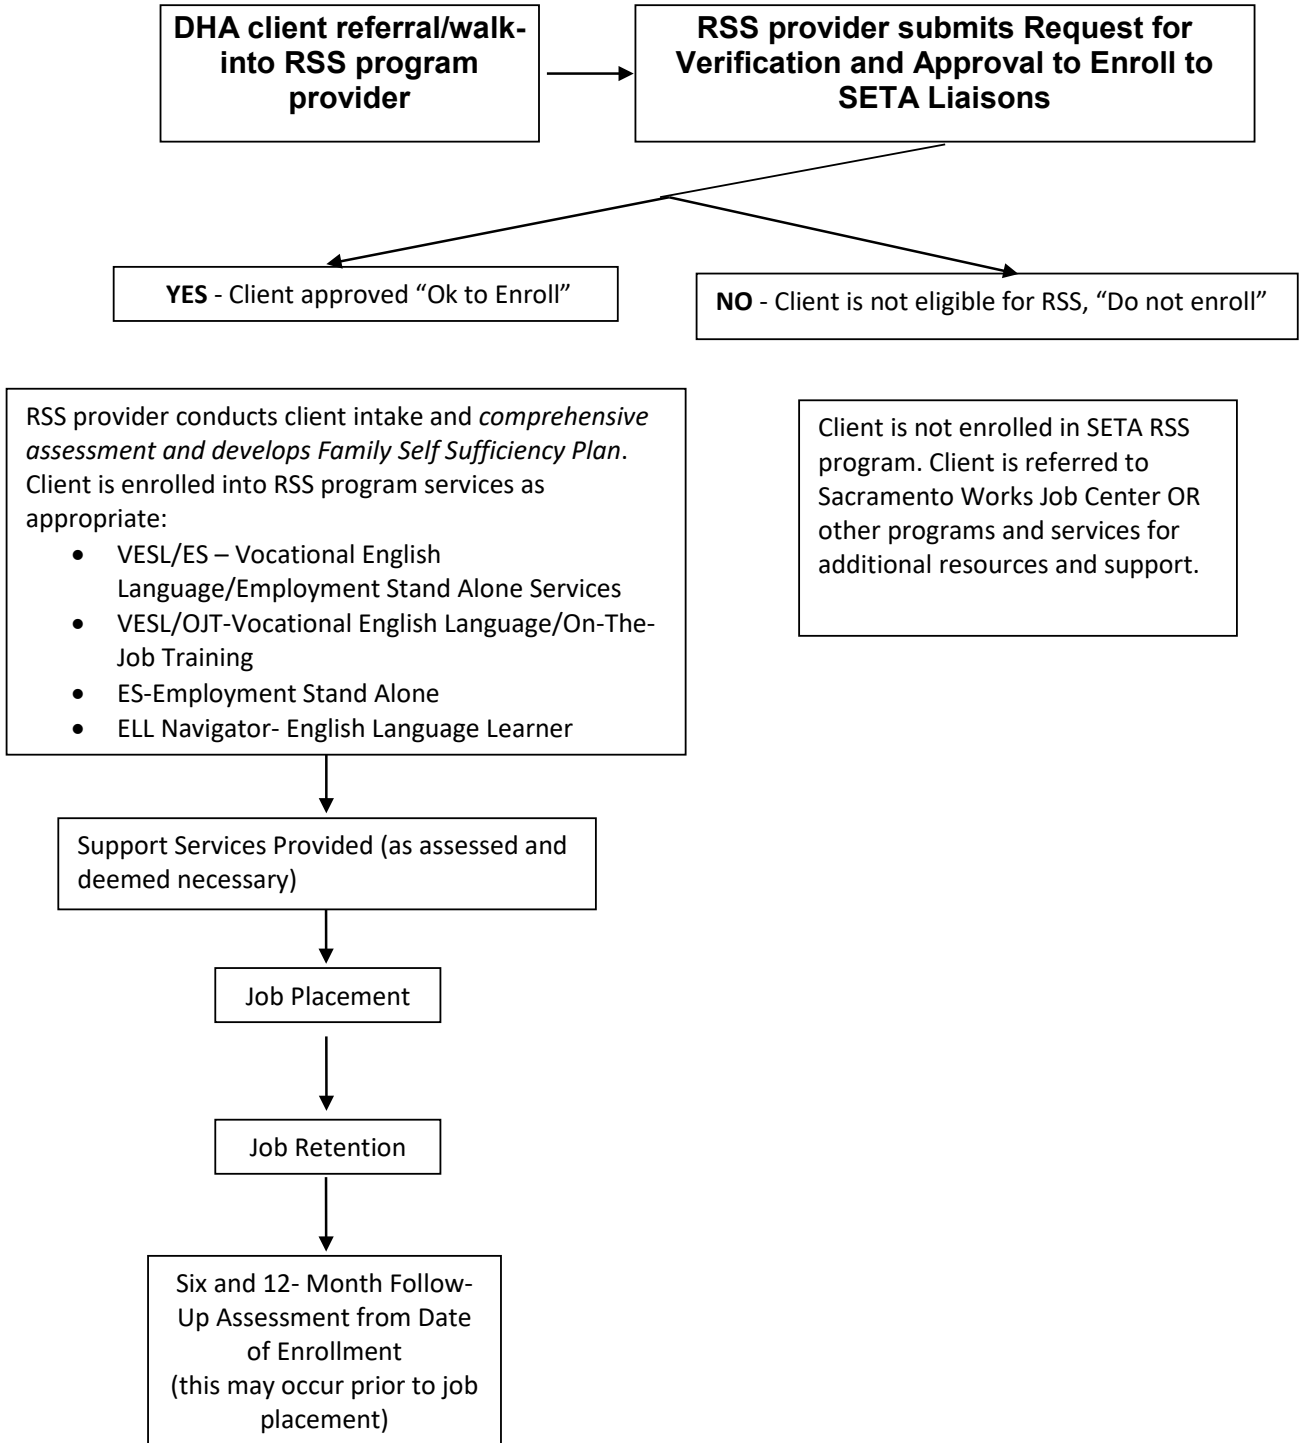 DHA client referral/walk-
into RSS program
provider
RSS provider submits Request for
Verification and Approval to Enroll to
SETA Liaisons
YES - Client approved “Ok to Enroll”
NO - Client is not eligible for RSS, “Do not enroll”
RSS provider conducts client intake and comprehensive
assessment and develops Family Self Sufficiency Plan.
Client is enrolled into RSS program services as
appropriate:
• VESL/ES – Vocational English
Language/Employment Stand Alone Services
• VESL/OJT-Vocational English Language/On-The-
Job Training
• ES-Employment Stand Alone
• ELL Navigator- English Language Learner
Client is not enrolled in SETA RSS
program. Client is referred to
Sacramento Works Job Center OR
other programs and services for
additional resources and support.
Support Services Provided (as assessed and
deemed necessary)
Job Placement
Job Retention
Six and 12- Month Follow-
Up Assessment from Date
of Enrollment
(this may occur prior to job
placement)